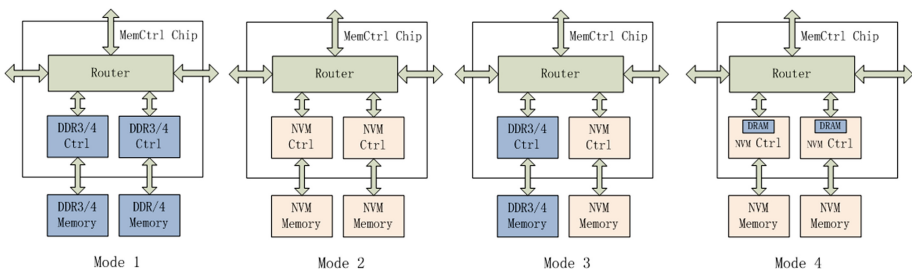 MemCtrl Chip
Router
DDR3/4 Ctrl
DDR3/4 Ctrl
DDR3/4 Memory
DDR/4 Memory
Mode 1
MemCtrl Chip
Router
NVM Ctrl
NVM Ctrl
NVM Memory
NVM Memory
Mode 2
MemCtrl Chip
Router
DDR3/4 Ctrl
NVM Ctrl
DDR3/4 Memory
NVM Memory
Mode 3
MemCtrl Chip
Router
DRAM
NVM Ctrl
DRAM
NVM Ctrl
NVM Memory
NVM Memory
Mode 4